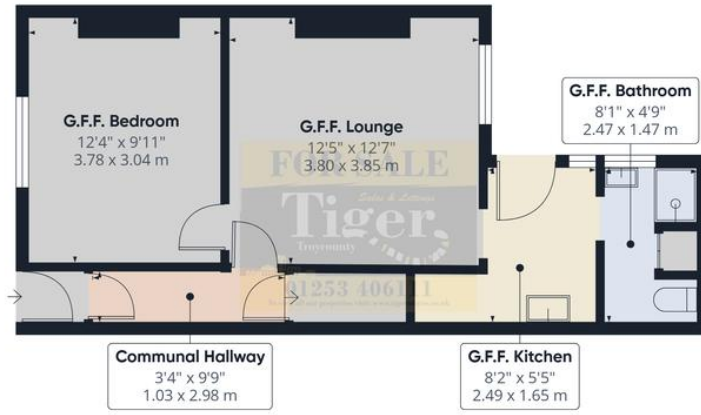 G.F.F. Bedroom
12'4" x 9'11"
3.78 x 3.04 m
G.F.F. Lounge
12'5" x 12'7"
3.80 x 3.85 m
G.F.F. Bathroom
8'1" x 4'9"
2.47 x 1.47 m
FOR SALE
Sales & Lettings
Tiger
Troycounty
01253 406111
Communal Hallway
3'4" x 9'9"
1.03 x 2.98 m
G.F.F. Kitchen
8'2" x 5'5"
2.49 x 1.65 m